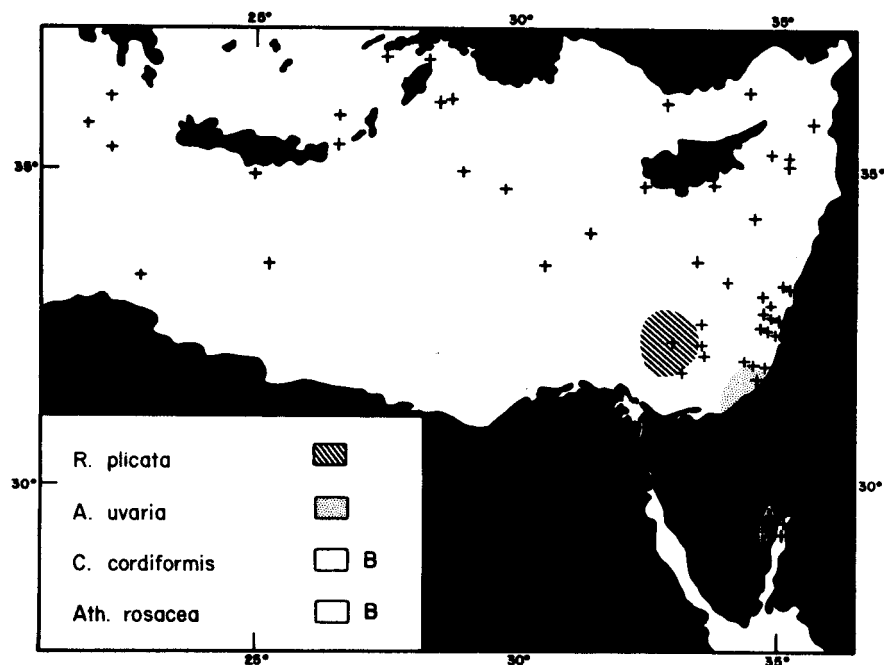 25° 30° 35°
35° 35°
30° 30°
R. plicata
A. uvaria
C. cordiformis B
Ath. rosacea B
25° 30° 35°